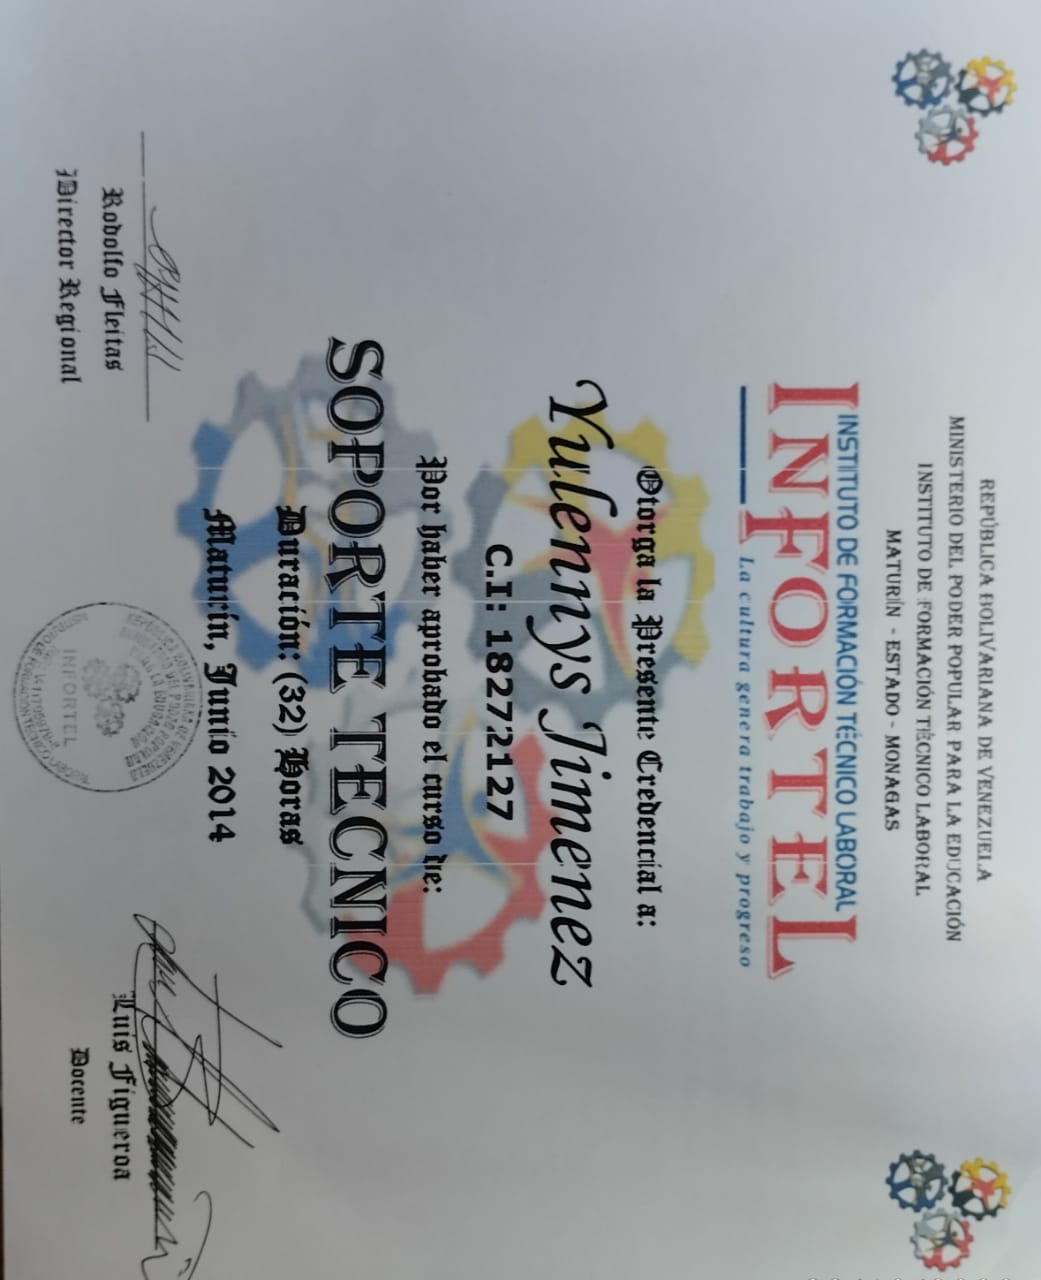 REPÚBLICA BOLIVARIANA DE VENEZUELA
MINISTERIO DEL PODER POPULAR PARA LA EDUCACIÓN
INSTITUTO DE FORMACIÓN TÉCNICO LABORAL
MATURÍN - ESTADO - MONAGAS
INSTITUTO DE FORMACIÓN TÉCNICO LABORAL
INFORTEL
La cultura genera trabajo y progreso
Otorga la Presente Credencial a:
Yulennys Jimenez
C.I: 18272127
Por haber aprobado el curso de:
SOPORTE TECNICO
Duración: (32) Horas
Maturín, Junio 2014
REPÚBLICA BOLIVARIANA DE VENEZUELA
MINISTERIO DEL PODER POPULAR
PARA LA EDUCACIÓN
INFORTEL
INSTITUTO DE FORMACIÓN TÉCNICO LABORAL
Rodolfo Fleitas
Director Regional
Luis Figueroa
Docente